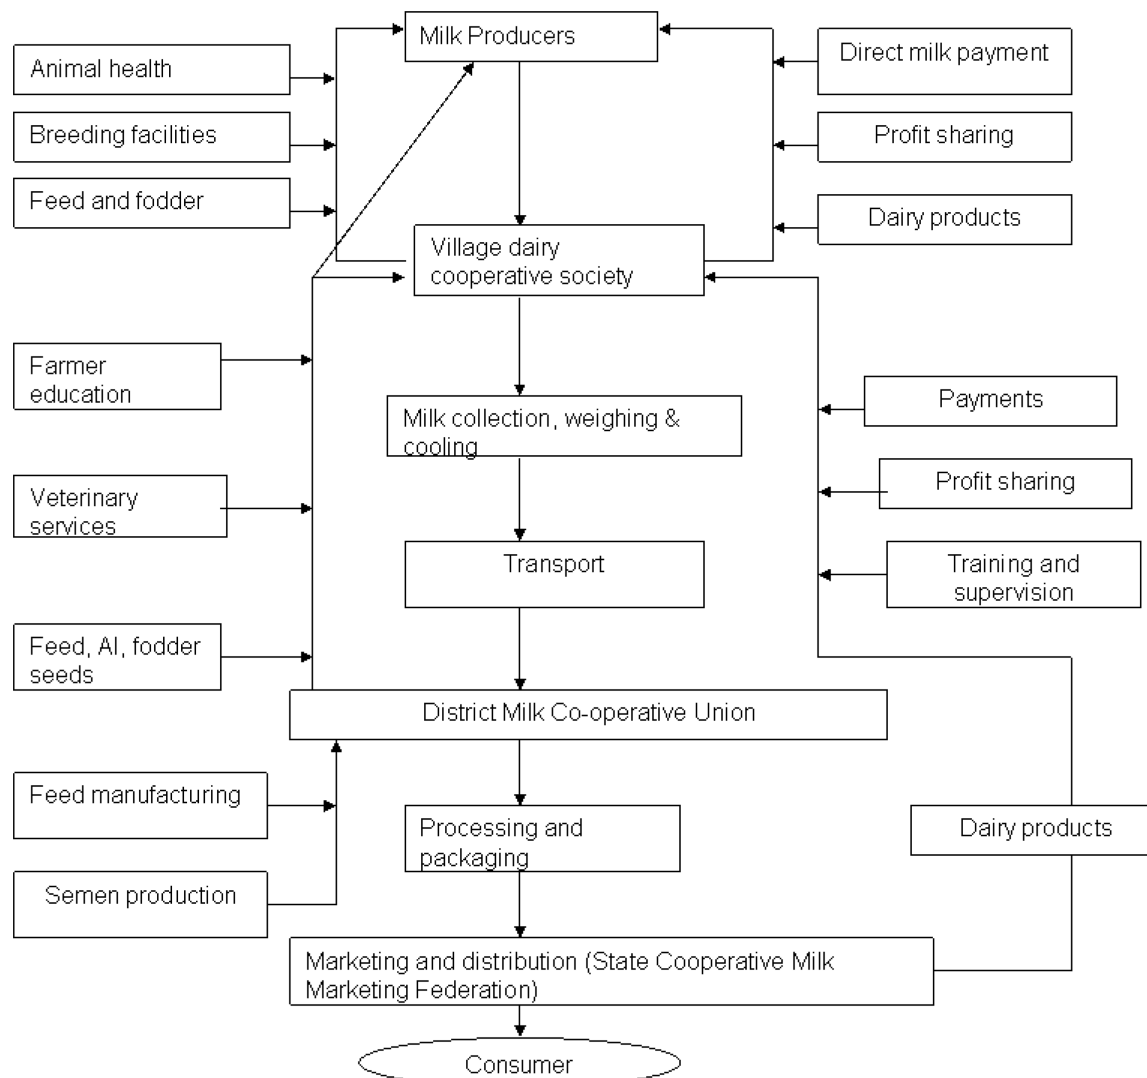 Milk Producers
Animal health
Direct milk payment
Breeding facilities
Profit sharing
Feed and fodder
Dairy products
Village dairy
cooperative society
Farmer
education
Milk collection, weighing &
cooling
Payments
Veterinary
services
Profit sharing
Transport
Training and
supervision
Feed, AI, fodder
seeds
District Milk Co-operative Union
Feed manufacturing
Processing and
packaging
Dairy products
Semen production
Marketing and distribution (State Cooperative Milk
Marketing Federation)
Consumer